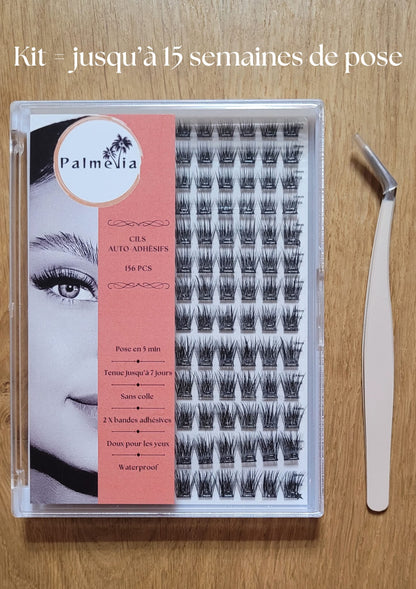 Kit = jusqu'à 15 semaines de pose
Palmelia
CILS
AUTO-ADHÉSIFS
156 PCS
Pose en 5 min
Tenue jusqu'à 7 jours
Sans colle
2 X bandes adhésives
Doux pour les yeux
Waterproof